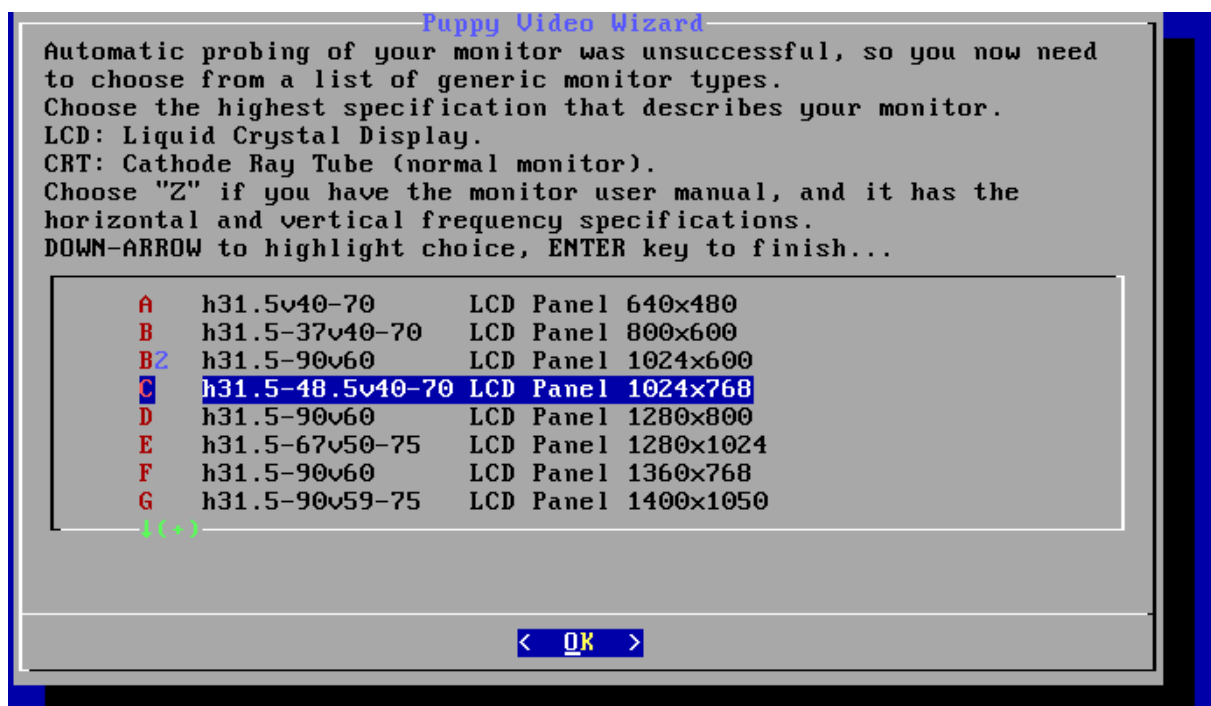 Puppy Video Wizard
Automatic probing of your monitor was unsuccessful, so you now need
to choose from a list of generic monitor types.
Choose the highest specification that describes your monitor.
LCD: Liquid Crystal Display.
CRT: Cathode Ray Tube (normal monitor).
Choose "Z" if you have the monitor user manual, and it has the
horizontal and vertical frequency specifications.
DOWN-ARROW to highlight choice, ENTER key to finish...
A h31.5v40-70 LCD Panel 640x480
B h31.5-37v40-70 LCD Panel 800x600
B2 h31.5-90v60 LCD Panel 1024x600
C h31.5-48.5v40-70 LCD Panel 1024x768
D h31.5-90v60 LCD Panel 1280x800
E h31.5-67v50-75 LCD Panel 1280x1024
F h31.5-90v60 LCD Panel 1360x768
G h31.5-90v59-75 LCD Panel 1400x1050
↓(+)
< OK >